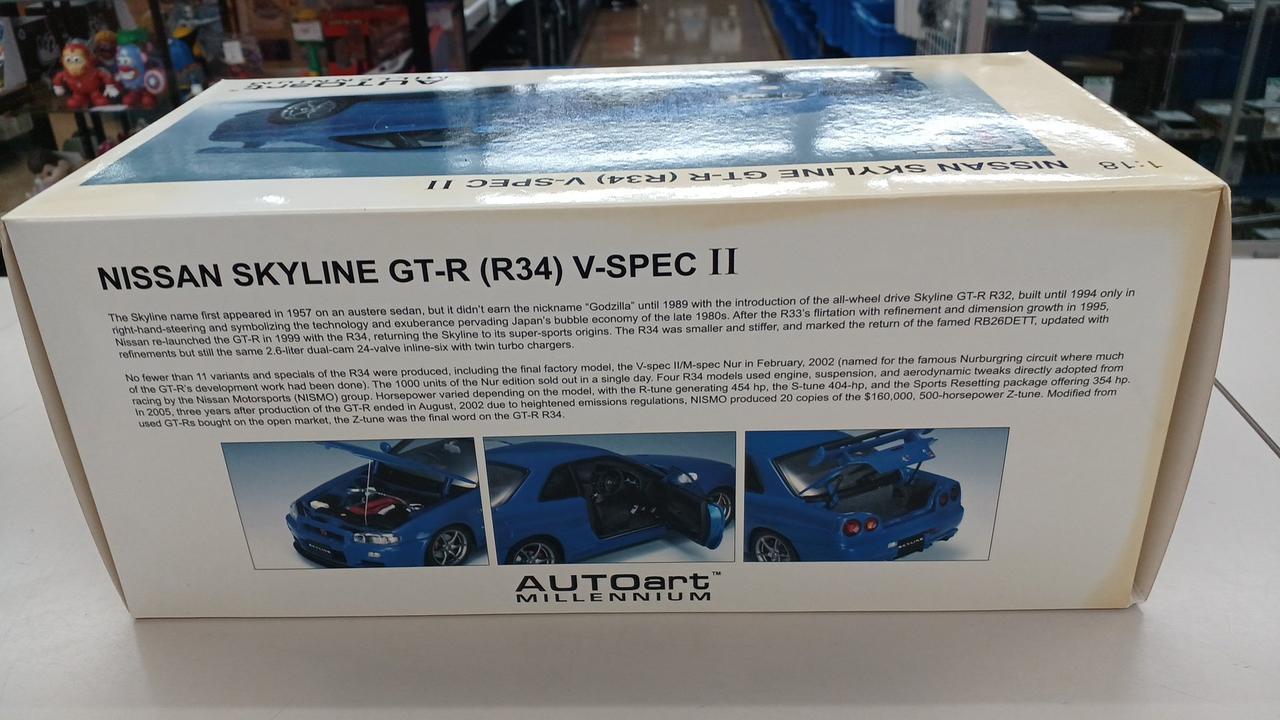 AUTOart
MILLENNIUM
1:18 NISSAN SKYLINE GT-R (R34) V-SPEC II
NISSAN SKYLINE GT-R (R34) V-SPEC II
The Skyline name first appeared in 1957 on an austere sedan, but it didn't earn the nickname “Godzilla” until 1989 with the introduction of the all-wheel drive Skyline GT-R R32, built until 1994 only in
right-hand-steering and symbolizing the technology and exuberance pervading Japan's bubble economy of the late 1980s. After the R33's flirtation with refinement and dimension growth in 1995,
Nissan re-launched the GT-R in 1999 with the R34, returning the Skyline to its super-sports origins. The R34 was smaller and stiffer, and marked the return of the famed RB26DETT, updated with
refinements but still the same 2.6-liter dual-cam 24-valve inline-six with twin turbo chargers.
No fewer than 11 variants and specials of the R34 were produced, including the final factory model, the V-spec II/M-spec Nur in February, 2002 (named for the famous Nurburgring circuit where much
of the GT-R's development work had been done). The 1000 units of the Nur edition sold out in a single day. Four R34 models used engine, suspension, and aerodynamic tweaks directly adopted from
racing by the Nissan Motorsports (NISMO) group. Horsepower varied depending on the model, with the R-tune generating 454 hp, the S-tune 404-hp, and the Sports Resetting package offering 354 hp.
In 2005, three years after production of the GT-R ended in August, 2002 due to heightened emissions regulations, NISMO produced 20 copies of the $160,000, 500-horsepower Z-tune. Modified from
used GT-Rs bought on the open market, the Z-tune was the final word on the GT-R R34.
SKYLINE
SKYLINE
AUTOart™
MILLENNIUM